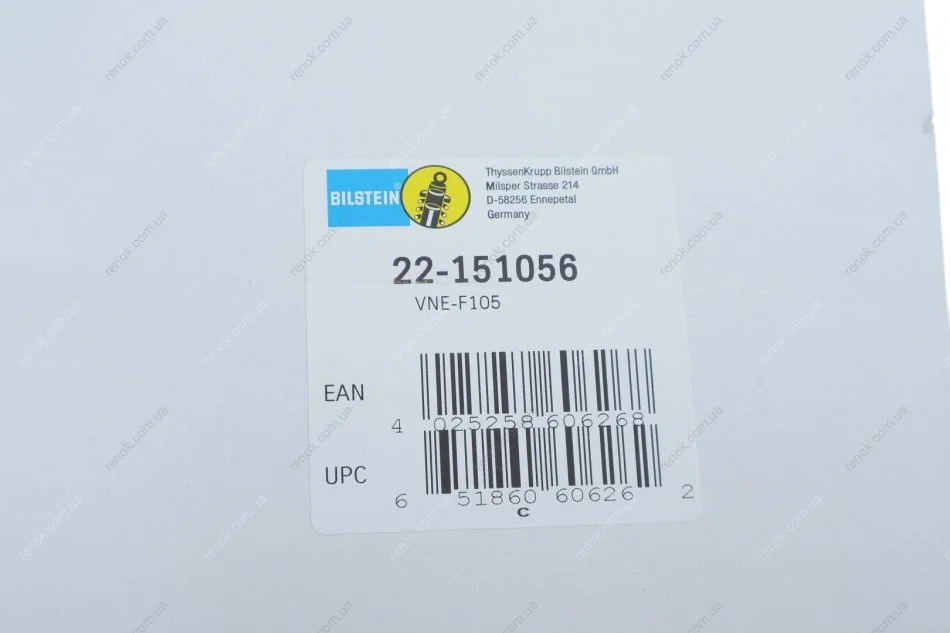 BILSTEIN®
ThyssenKrupp Bilstein GmbH
Milsper Strasse 214
D-58256 Ennepetal
Germany
22-151056
VNE-F105
EAN
4 025258 606268
UPC
6 51860 60626 2
C
renok.com.ua